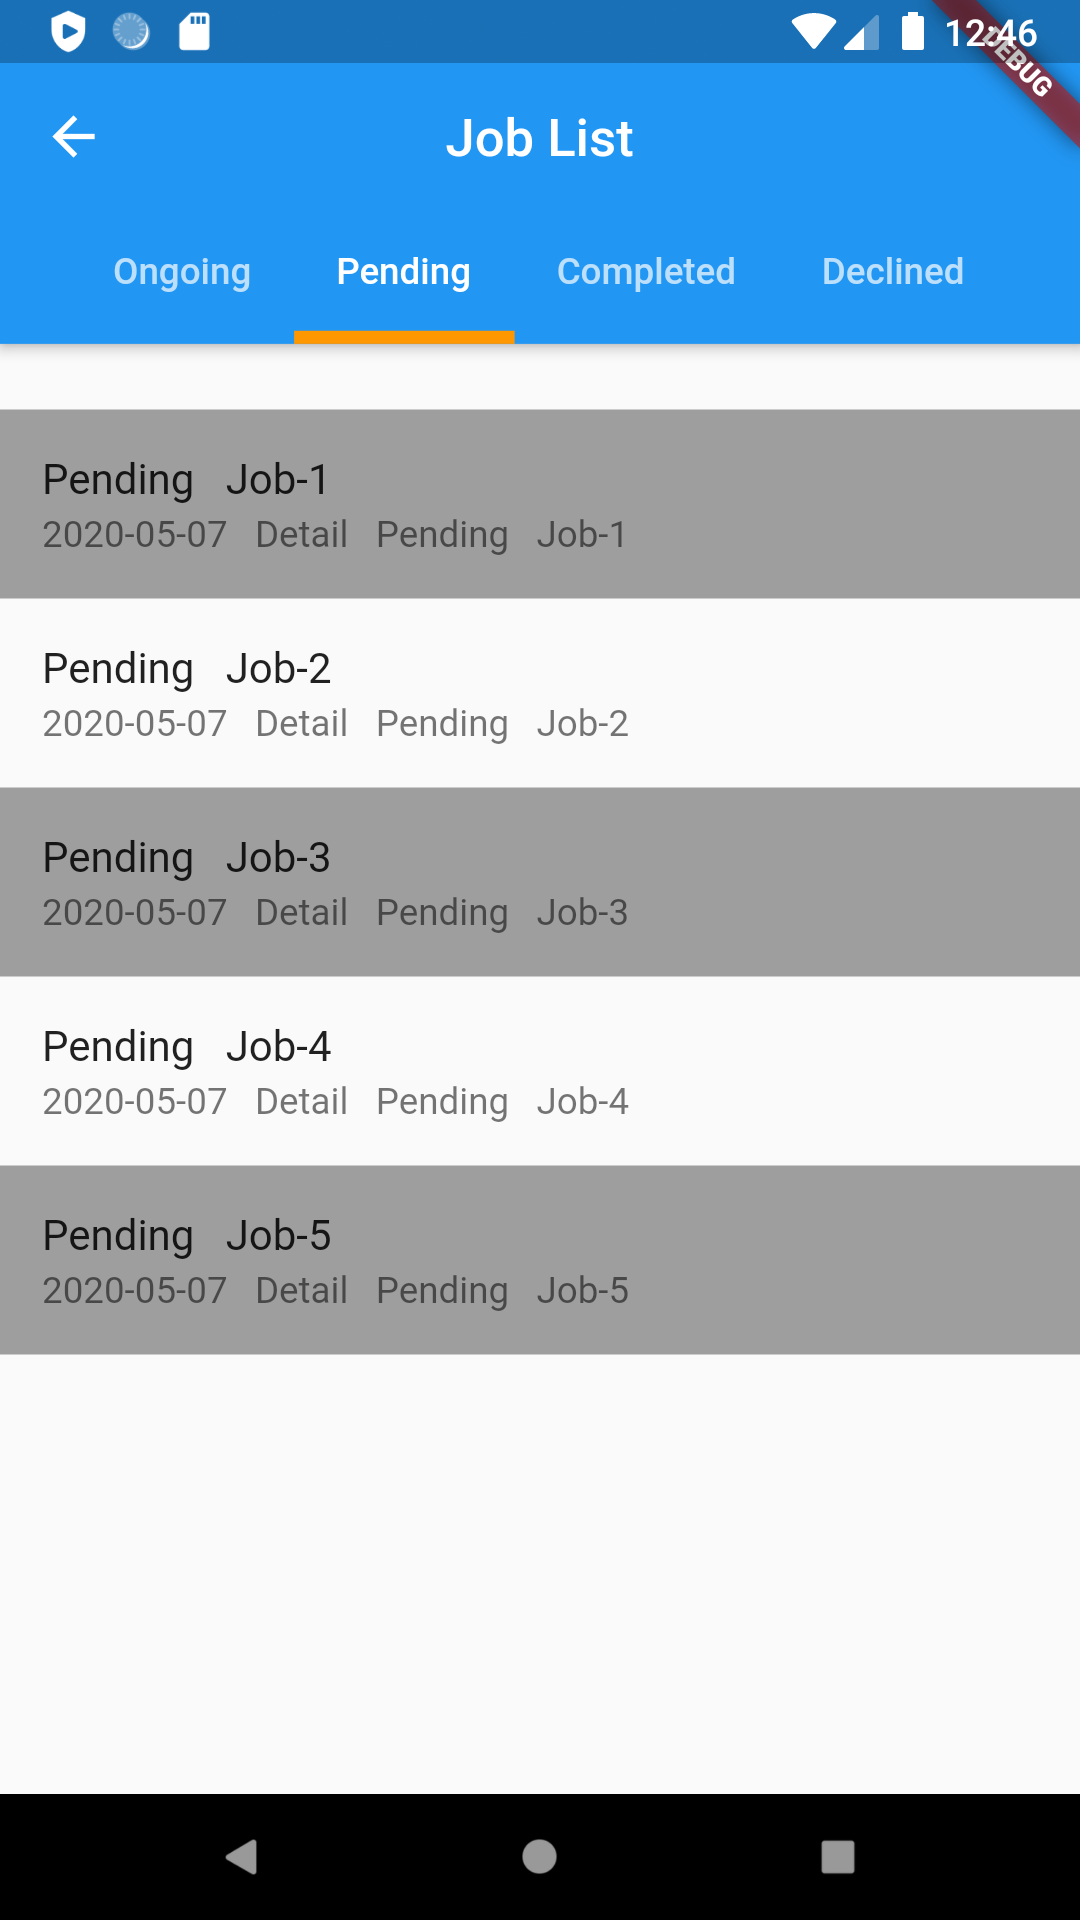 12:46
DEBUG
Job List
Ongoing Pending Completed Declined
Pending Job-1
2020-05-07 Detail Pending Job-1
Pending Job-2
2020-05-07 Detail Pending Job-2
Pending Job-3
2020-05-07 Detail Pending Job-3
Pending Job-4
2020-05-07 Detail Pending Job-4
Pending Job-5
2020-05-07 Detail Pending Job-5